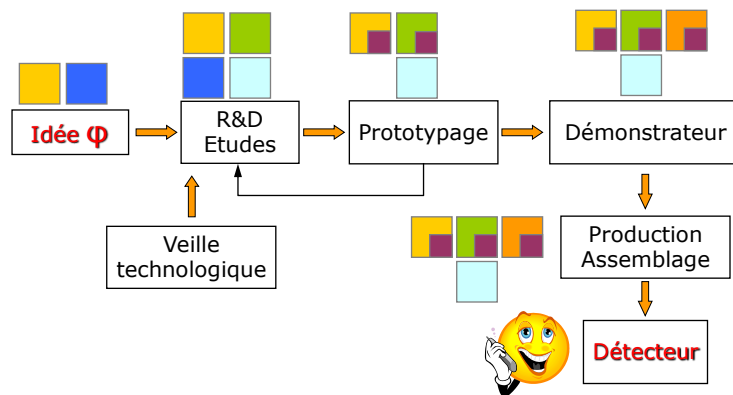 Idée φ
R&D
Etudes
Prototypage
Démonstrateur
Veille
technologique
Production
Assemblage
Détecteur